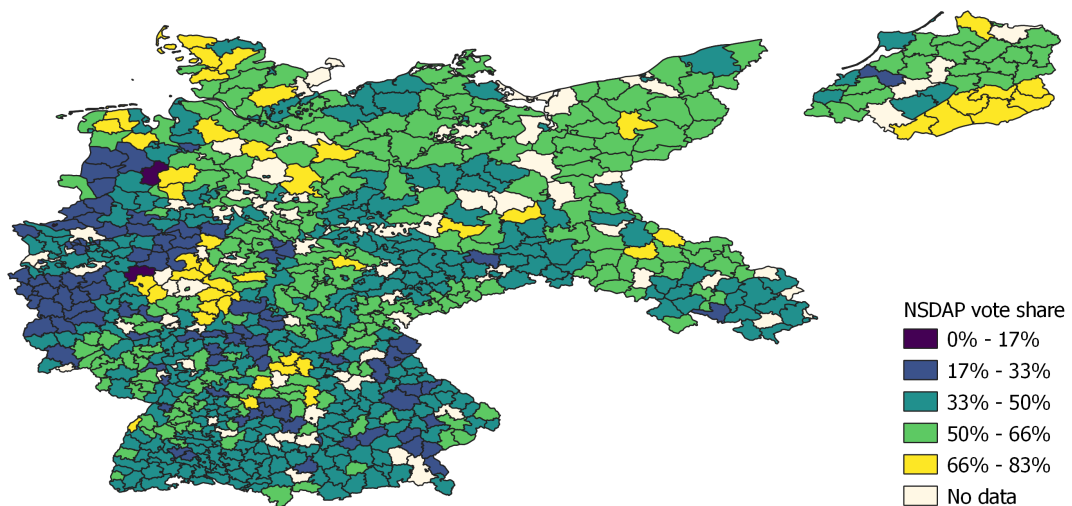 NSDAP vote share
0% - 17%
17% - 33%
33% - 50%
50% - 66%
66% - 83%
No data